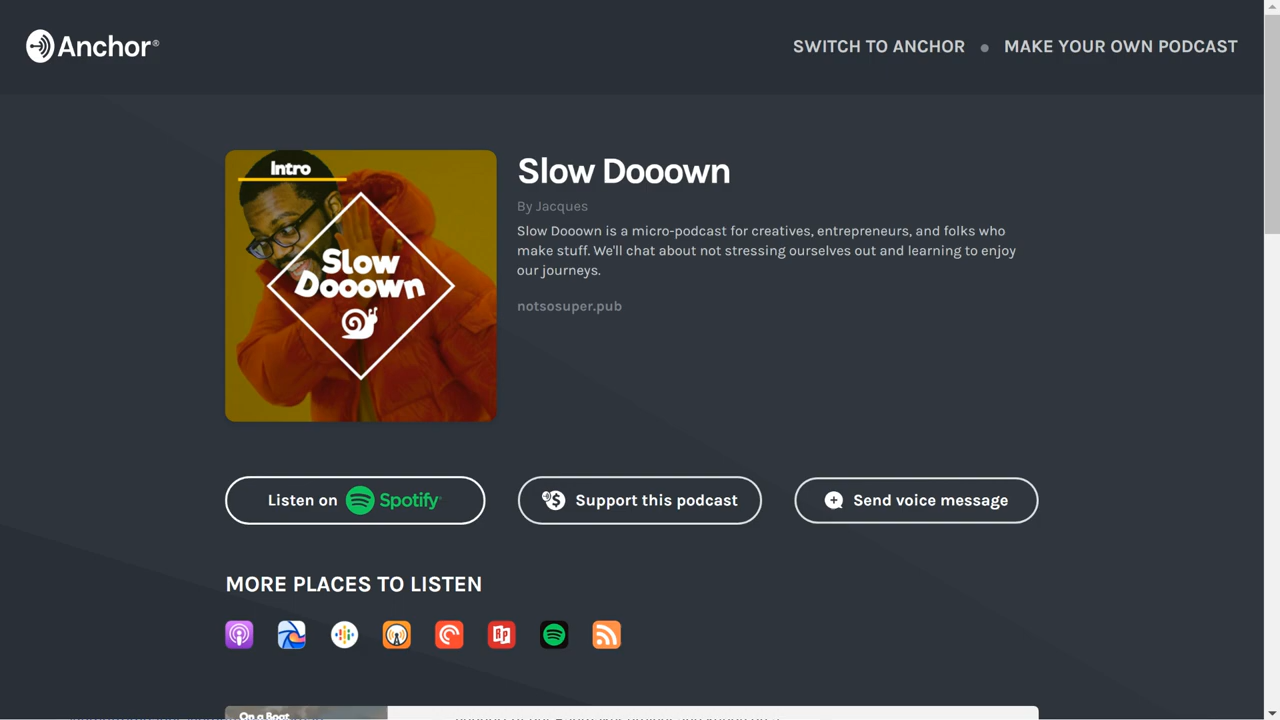 Anchor®
SWITCH TO ANCHOR
MAKE YOUR OWN PODCAST
Intro
Slow
Dooown
Slow Dooown
By Jacques
Slow Dooown is a micro-podcast for creatives, entrepreneurs, and folks who
make stuff. We'll chat about not stressing ourselves out and learning to enjoy
our journeys.
notsosuper.pub
Listen on Spotify
Support this podcast
Send voice message
MORE PLACES TO LISTEN
On a Boat